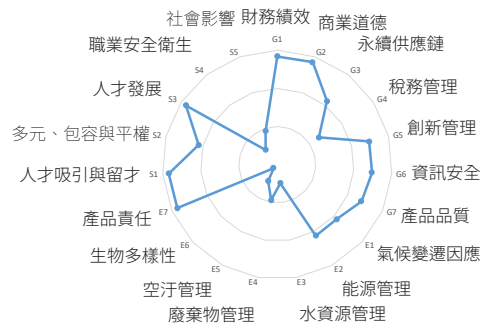 財務績效
商業道德
永續供應鏈
稅務管理
創新管理
資訊安全
產品品質
氣候變遷因應
能源管理
水資源管理
廢棄物管理
空汙管理
生物多樣性
產品責任
人才吸引與留才
多元、包容與平權
人才發展
職業安全衛生
社會影響
G1
G2
G3
G4
G5
G6
G7
E1
E2
E3
E4
E5
E6
E7
S1
S2
S3
S4
S5